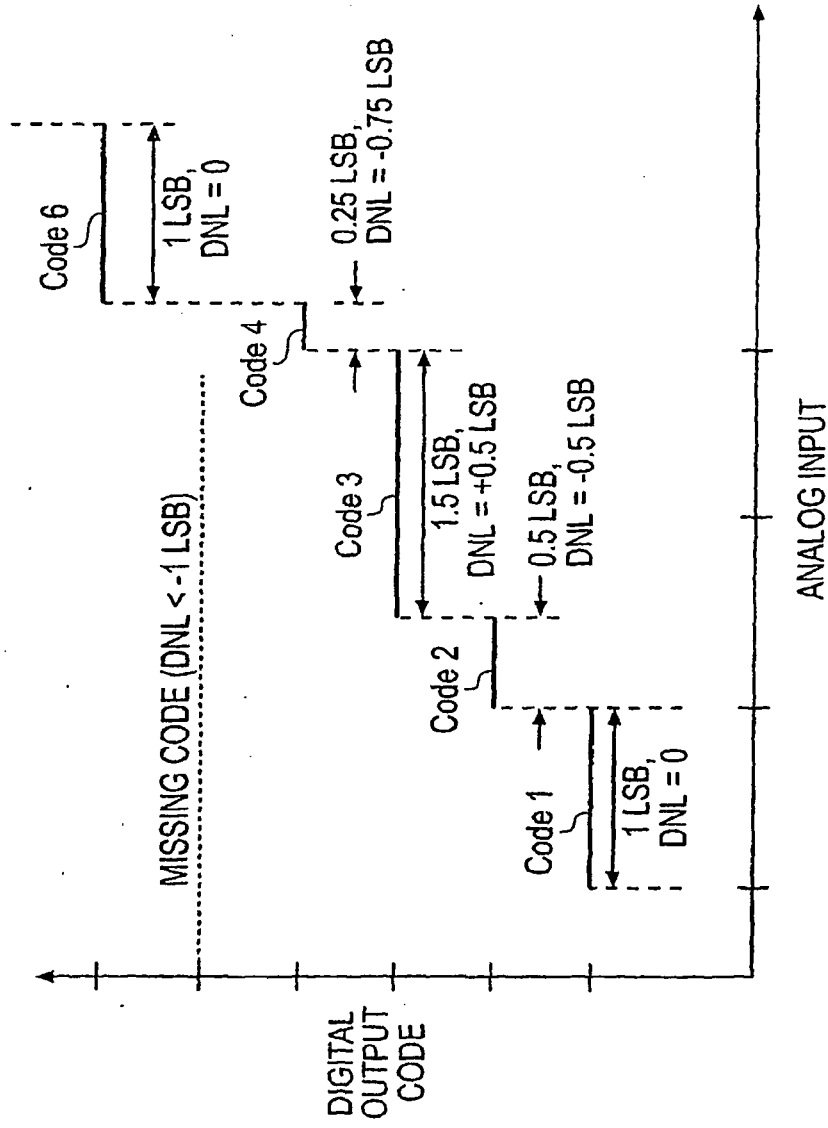 DIGITAL
OUTPUT
CODE
MISSING CODE (DNL < -1 LSB)
Code 6
1 LSB,
DNL = 0
Code 4
0.25 LSB,
DNL = -0.75 LSB
Code 3
1.5 LSB,
DNL = +0.5 LSB
Code 2
0.5 LSB,
DNL = -0.5 LSB
Code 1
1 LSB,
DNL = 0
ANALOG INPUT